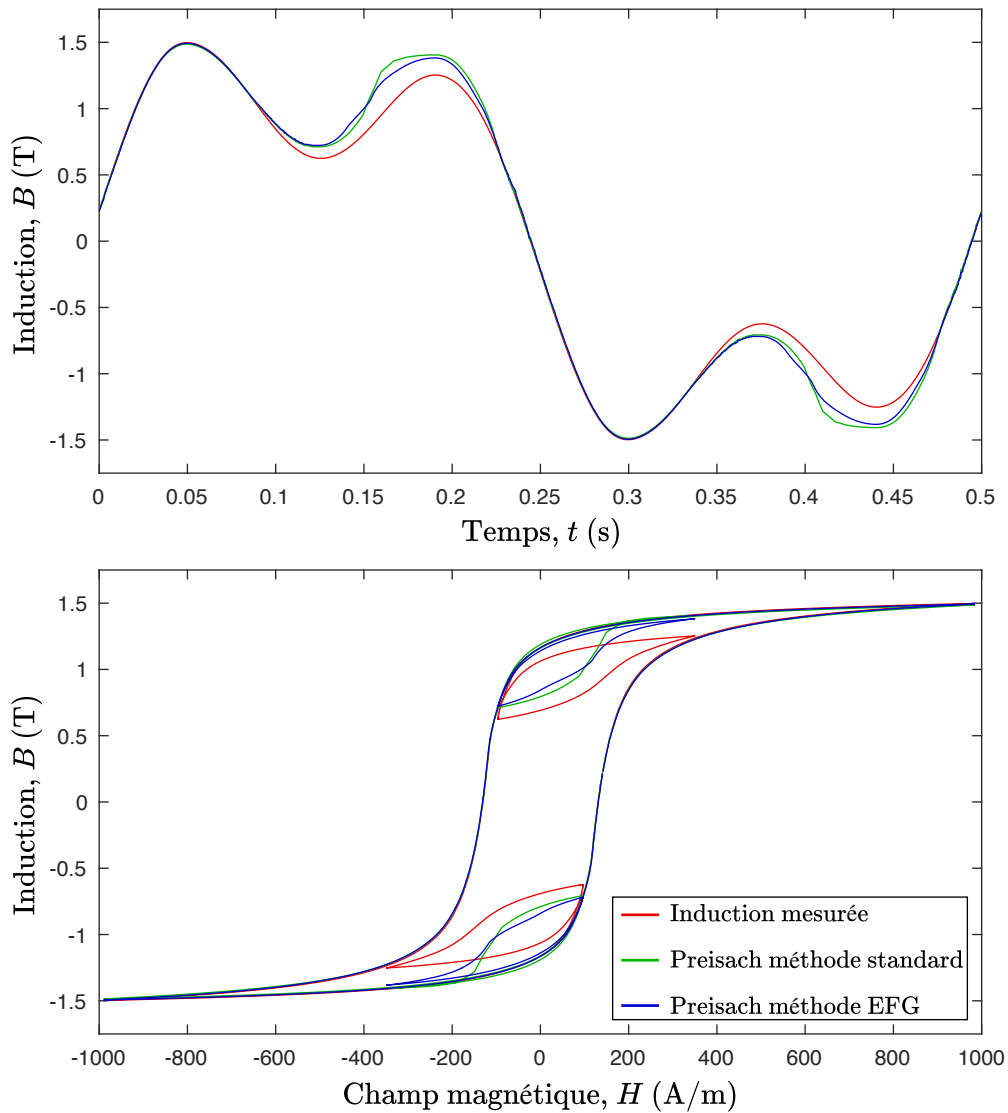 1.5
1
0.5
0
-0.5
-1
-1.5
Induction, B (T)
0 0.05 0.1 0.15 0.2 0.25 0.3 0.35 0.4 0.45 0.5
Temps, t (s)
1.5
1
0.5
0
-0.5
-1
-1.5
Induction, B (T)
Induction mesurée
Preisach méthode standard
Preisach méthode EFG
-1000 -800 -600 -400 -200 0 200 400 600 800 1000
Champ magnétique, H (A/m)